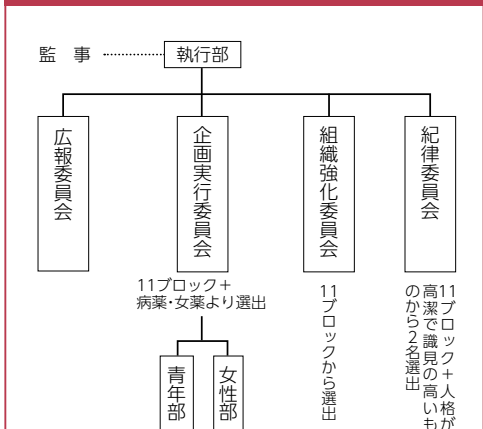 監　事
執行部
広報委員会
企画実行委員会
組織強化委員会
紀律委員会
11ブロック＋
病薬・女薬より選出
11ブロックから選出
11ブロック＋人格が
高潔で識見の高いも
のから2名選出
青年部
女性部